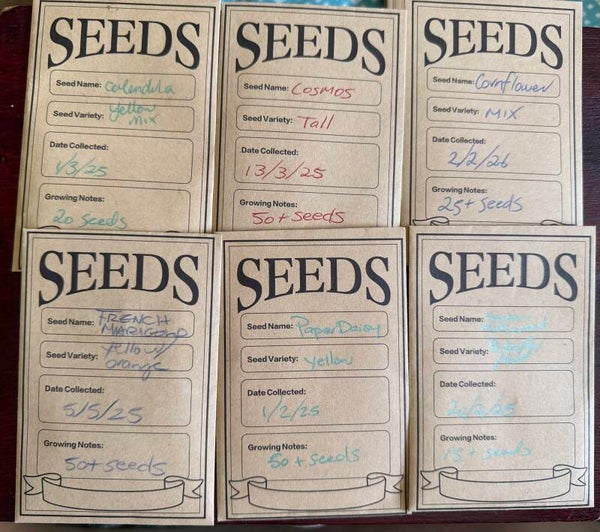 SEEDS
Seed Name: Calendula
Seed Variety: Yellow
mix
Date Collected:
1/3/25
Growing Notes:
20 seeds
SEEDS
Seed Name: COSMOS
Seed Variety: Tall
Date Collected:
13/3/25
Growing Notes:
50+ seeds
SEEDS
Seed Name: Cornflower
Seed Variety: MIX
Date Collected:
2/2/26
Growing Notes:
25+ seeds
SEEDS
Seed Name: FRENCH
MARIGOLD
Seed Variety: Yellow/
orange
Date Collected:
5/5/25
Growing Notes:
50+ seeds
SEEDS
Seed Name: Paper Daisy
Seed Variety: Yellow
Date Collected:
1/2/25
Growing Notes:
50+ seeds
SEEDS
Seed Name:
Seed Variety:
Date Collected:
Growing Notes:
15+ seeds